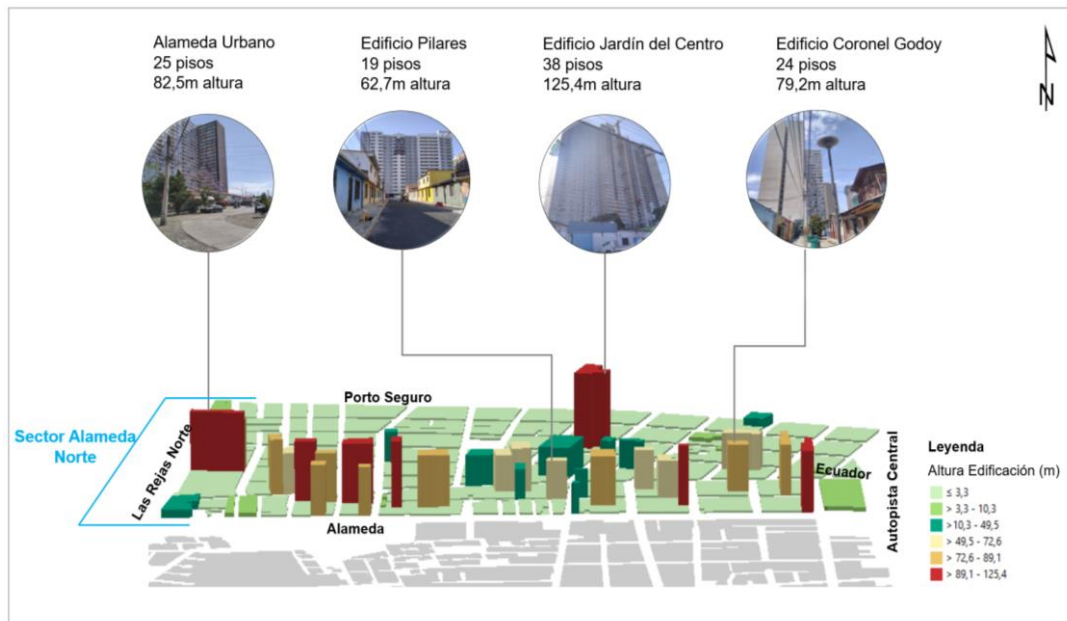 Alameda Urbano
25 pisos
82,5m altura
Edificio Pilares
19 pisos
62,7m altura
Edificio Jardín del Centro
38 pisos
125,4m altura
Edificio Coronel Godoy
24 pisos
79,2m altura
N
Porto Seguro
Sector Alameda
Norte
Las Rejas Norte
Alameda
Ecuador
Autopista Central
Leyenda
Altura Edificación (m)
≤ 3,3
> 3,3 - 10,3
>10,3 - 49,5
> 49,5 - 72,6
> 72,6 - 89,1
> 89,1 - 125,4